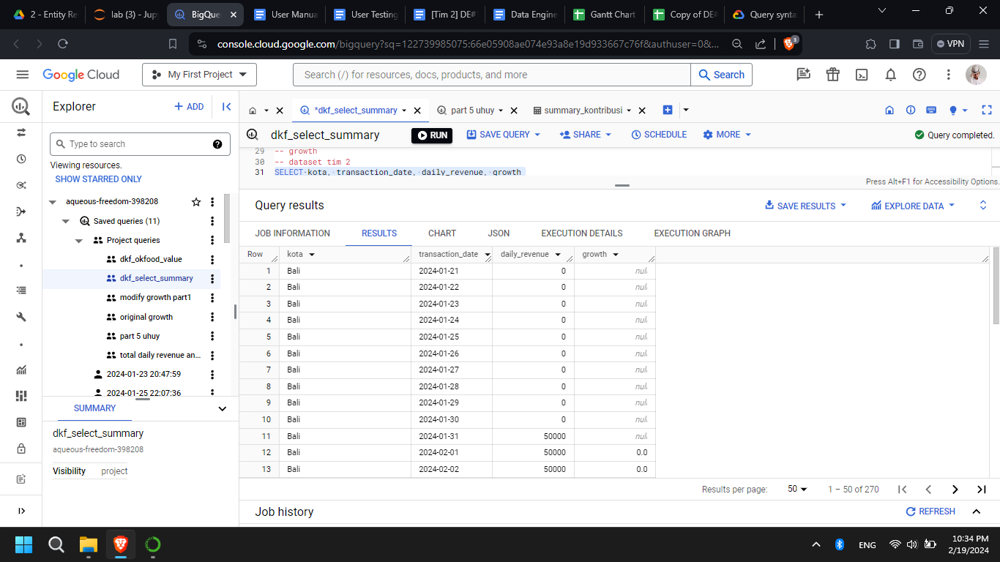 2 - Entity Re
lab (3) - Jup
BigQue
User Manua
User Testing
[Tim 2] DE#
Data Engine
Gantt Chart
Copy of DE#
Query synta
console.cloud.google.com/bigquery?sq=122739985075:66e05908ae074e93a8e19d933667c76f&authuser=0&...
3
VPN
Google Cloud
My First Project
Search (/) for resources, docs, products, and more
Search
Explorer
+ ADD
*dkf_select_summary
part 5 uhuy
summary_kontribusi
dkf_select_summary
RUN
SAVE QUERY
SHARE
SCHEDULE
MORE
Query completed.
Type to search
Viewing resources.
SHOW STARRED ONLY
aqueous-freedom-398208
Saved queries (11)
Project queries
dkf_okfood_value
dkf_select_summary
modify growth part1
original growth
part 5 uhuy
total daily revenue an...
2024-01-23 20:47:59
2024-01-25 22:07:36
SUMMARY
dkf_select_summary
aqueous-freedom-398208
Visibility project
29 -- growth
30 -- dataset tim 2
31 SELECT kota, transaction_date, daily_revenue, growth
Press Alt+F1 for Accessibility Options.
Query results
SAVE RESULTS
EXPLORE DATA
JOB INFORMATION
RESULTS
CHART
JSON
EXECUTION DETAILS
EXECUTION GRAPH
Row kota transaction_date daily_revenue growth
1 Bali 2024-01-21 0 null
2 Bali 2024-01-22 0 null
3 Bali 2024-01-23 0 null
4 Bali 2024-01-24 0 null
5 Bali 2024-01-25 0 null
6 Bali 2024-01-26 0 null
7 Bali 2024-01-27 0 null
8 Bali 2024-01-28 0 null
9 Bali 2024-01-29 0 null
10 Bali 2024-01-30 0 null
11 Bali 2024-01-31 50000 null
12 Bali 2024-02-01 50000 0.0
13 Bali 2024-02-02 50000 0.0
Results per page: 50 1 – 50 of 270
Job history
REFRESH
ENG
10:34 PM
2/19/2024